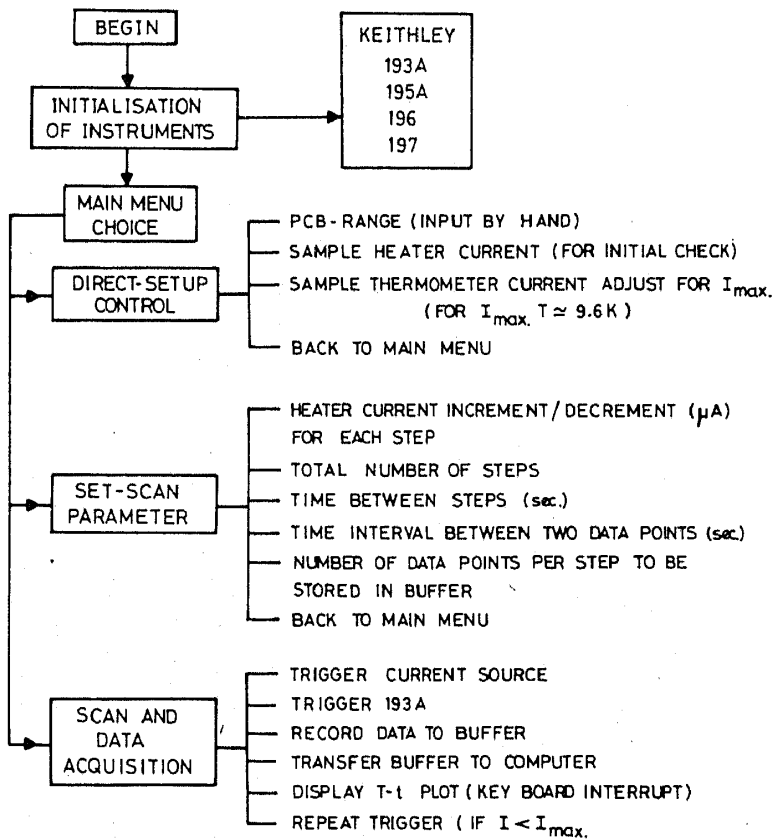 BEGIN
KEITHLEY
193A
195A
196
197
INITIALISATION
OF INSTRUMENTS
MAIN MENU
CHOICE
DIRECT-SETUP
CONTROL
PCB-RANGE (INPUT BY HAND)
SAMPLE HEATER CURRENT (FOR INITIAL CHECK)
SAMPLE THERMOMETER CURRENT ADJUST FOR Imax.
(FOR Imax. T ≃ 9.6K)
BACK TO MAIN MENU
SET-SCAN
PARAMETER
HEATER CURRENT INCREMENT/DECREMENT (µA)
FOR EACH STEP
TOTAL NUMBER OF STEPS
TIME BETWEEN STEPS (sec.)
TIME INTERVAL BETWEEN TWO DATA POINTS (sec.)
NUMBER OF DATA POINTS PER STEP TO BE
STORED IN BUFFER
BACK TO MAIN MENU
SCAN AND
DATA
ACQUISITION
TRIGGER CURRENT SOURCE
TRIGGER 193A
RECORD DATA TO BUFFER
TRANSFER BUFFER TO COMPUTER
DISPLAY T-t PLOT (KEY BOARD INTERRUPT)
REPEAT TRIGGER (IF I < Imax.